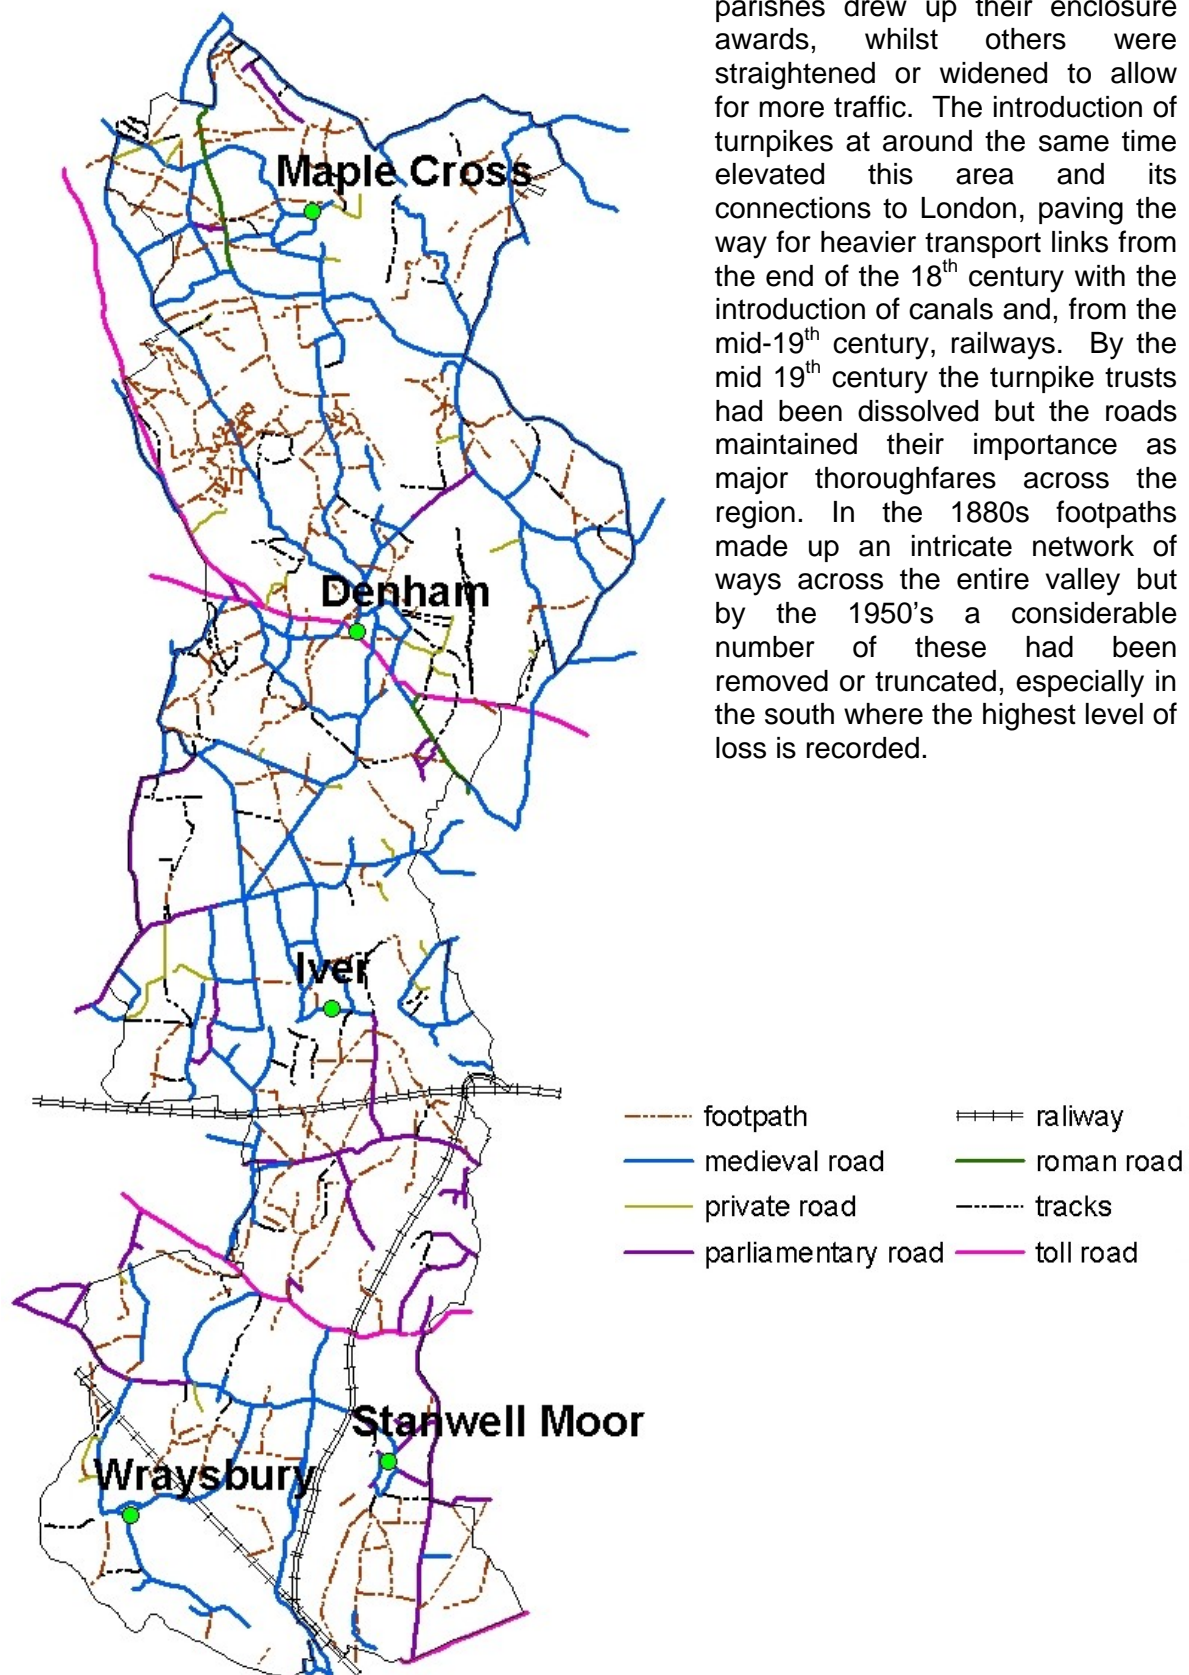 parishes drew up their enclosure
awards, whilst others were
straightened or widened to allow
for more traffic. The introduction of
turnpikes at around the same time
elevated this area and its
connections to London, paving the
way for heavier transport links from
the end of the 18th century with the
introduction of canals and, from the
mid-19th century, railways. By the
mid 19th century the turnpike trusts
had been dissolved but the roads
maintained their importance as
major thoroughfares across the
region. In the 1880s footpaths
made up an intricate network of
ways across the entire valley but
by the 1950's a considerable
number of these had been
removed or truncated, especially in
the south where the highest level of
loss is recorded.
Maple Cross
Denham
Iver
Stanwell Moor
Wraysbury
footpath
medieval road
private road
parliamentary road
raliway
roman road
tracks
toll road